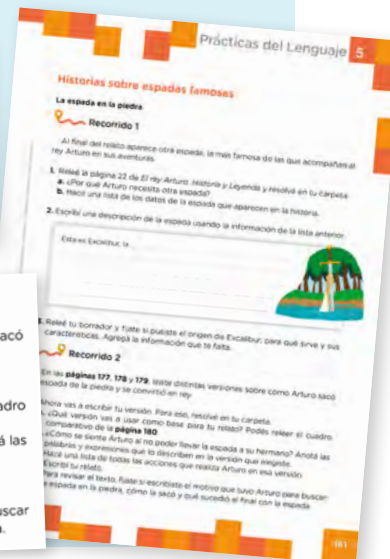 Prácticas del Lenguaje 5
Historias sobre espadas famosas
La espada en la piedra
Recorrido 1
Al final del relato aparece otra espada, la más famosa de las que acompañan al
rey Arturo en sus aventuras.
1. Releé la página 22 de El rey Arturo. Historia y Leyenda y resolvé en tu carpeta.
a. ¿Por qué Arturo necesita otra espada?
b. Hacé una lista de los datos de la espada que aparecen en la historia.
2. Escribí una descripción de la espada usando la información de la lista anterior.
Esta es Excalibur, la
Releé tu borrador y fijate si pusiste el origen de Excalibur, para qué sirve y sus
características. Agregá la información que te falta.
Recorrido 2
En las páginas 177, 178 y 179, leíste distintas versiones sobre cómo Arturo sacó
espada de la piedra y se convirtió en rey.
Ahora vas a escribir tu versión. Para eso, resolvé en tu carpeta.
¿Qué versión vas a usar como base para tu relato? Podés releer el cuadro
comparativo de la página 180.
¿Cómo se siente Arturo al no poder llevar la espada a su hermano? Anotá las
palabras y expresiones que lo describen en la versión que elegiste.
Hacé una lista de todas las acciones que realiza Arturo en esa versión.
Escribí tu relato.
Para revisar el texto, fijate si escribiste el motivo que tuvo Arturo para buscar
espada en la piedra, cómo la sacó y qué sucedió al final con la espada.
181
acó
adro
á las
uscar